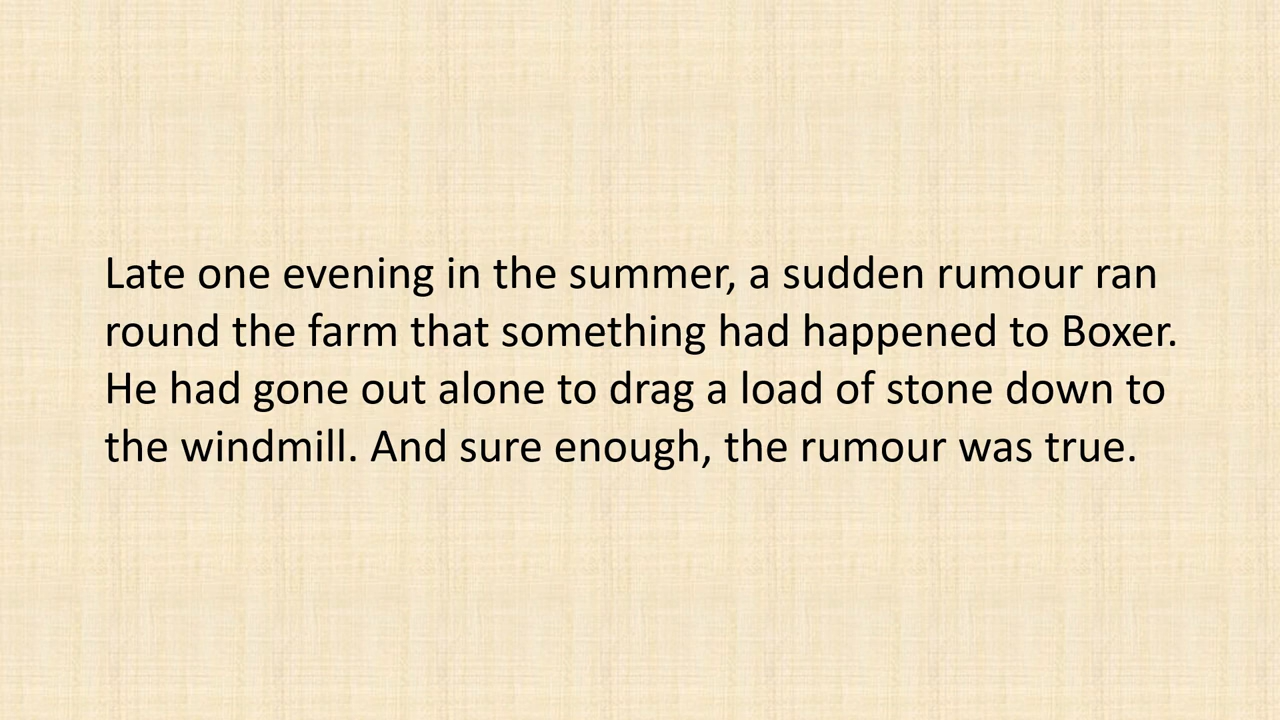 Late one evening in the summer, a sudden rumour ran
round the farm that something had happened to Boxer.
He had gone out alone to drag a load of stone down to
the windmill. And sure enough, the rumour was true.